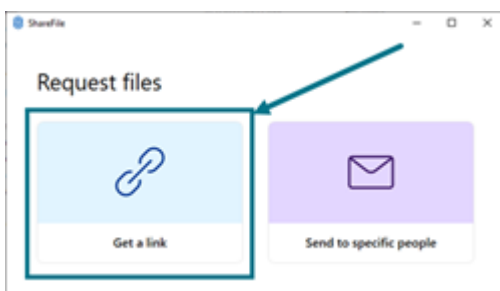 ShareFile
Request files
Get a link
Send to specific people